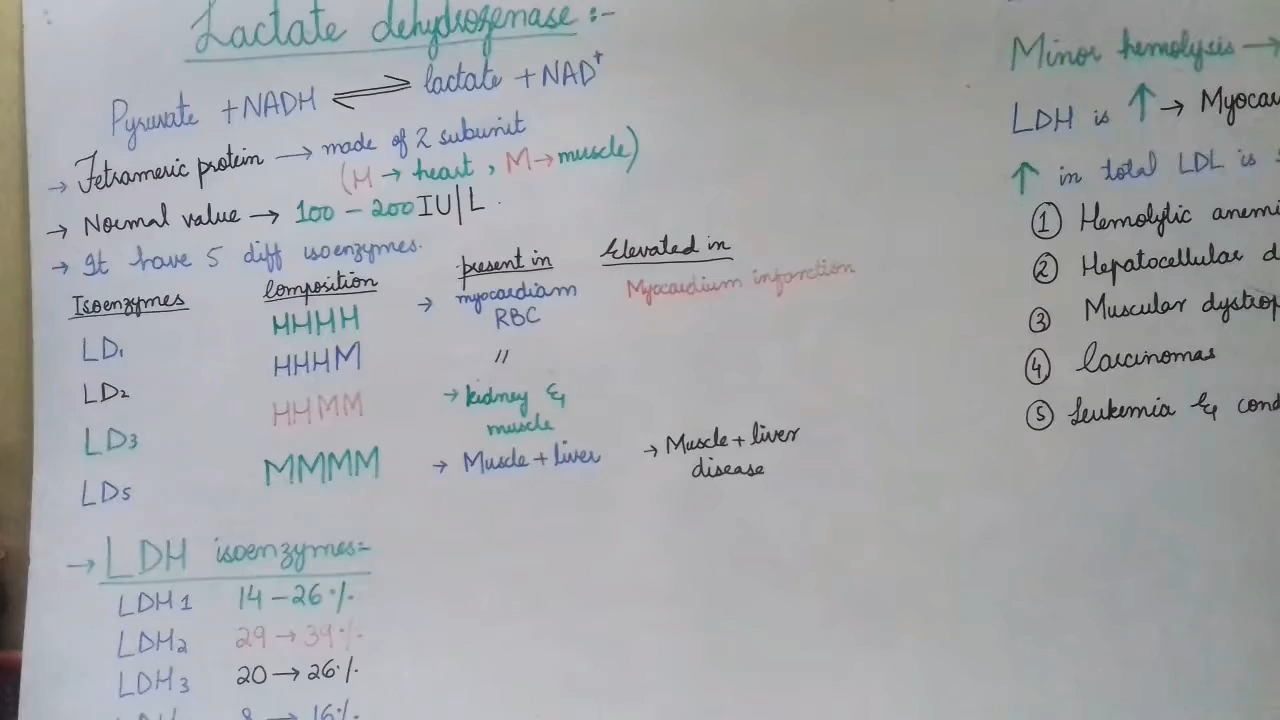 Lactate dehydrogenase :-
Pyruvate + NADH ⇌ lactate + NAD⁺
→ Tetrameric protein → made of 2 subunit
(H → heart, M → muscle)
→ Normal value → 100 - 200 IU/L.
→ It have 5 diff isoenzymes.
Isoenzymes composition present in Elevated in
LD₁ HHHH → myocardiam RBC Myocardium infarction
LD₂ HHHM "
LD₃ HHMM → kidney & muscle
LD₅ MMMM → Muscle + liver → Muscle + liver disease
→ LDH isoenzymes:-
LDH1 14 - 26%
LDH₂ 29 → 39%
LDH₃ 20 → 26%
8 → 16%
Minor hemolysis →
LDH is ↑ → Myocar
↑ in total LDL is
① Hemolytic anemi
② Hepatocellular d
③ Muscular dystrop
④ Carcinomas
⑤ Leukemia & cond